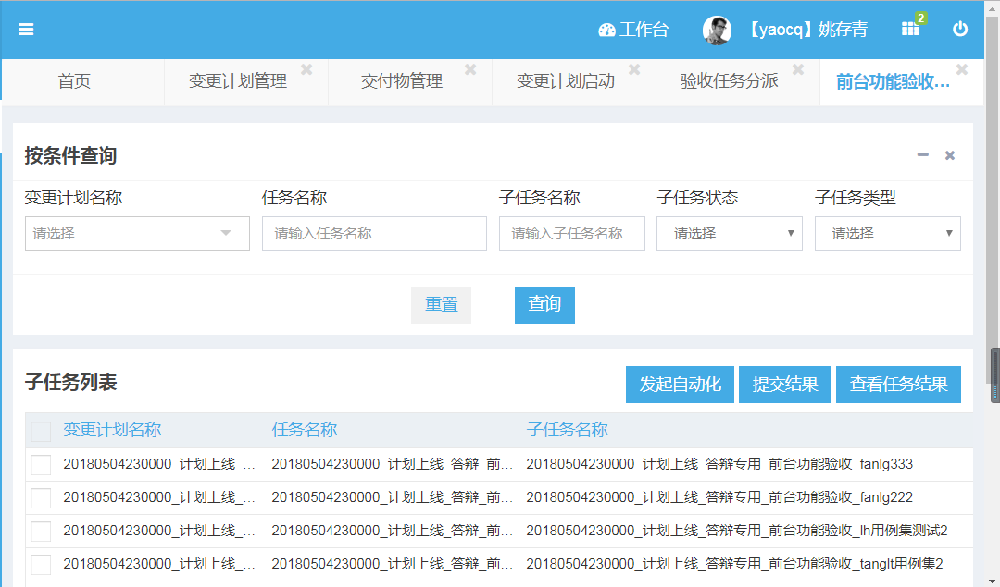 工作台 【yaocq】姚存青 2
首页 变更计划管理 交付物管理 变更计划启动 验收任务分派 前台功能验收...
按条件查询
变更计划名称 任务名称 子任务名称 子任务状态 子任务类型
请选择 请输入任务名称 请输入子任务名称 请选择 请选择
重置 查询
子任务列表 发起自动化 提交结果 查看任务结果
变更计划名称 任务名称 子任务名称
20180504230000_计划上线_... 20180504230000_计划上线_答辩_前... 20180504230000_计划上线_答辩专用_前台功能验收_fanlg333
20180504230000_计划上线_... 20180504230000_计划上线_答辩_前... 20180504230000_计划上线_答辩专用_前台功能验收_fanlg222
20180504230000_计划上线_... 20180504230000_计划上线_答辩_前... 20180504230000_计划上线_答辩专用_前台功能验收_lh用例集测试2
20180504230000_计划上线_... 20180504230000_计划上线_答辩_前... 20180504230000_计划上线_答辩专用_前台功能验收_tanglt用例集2